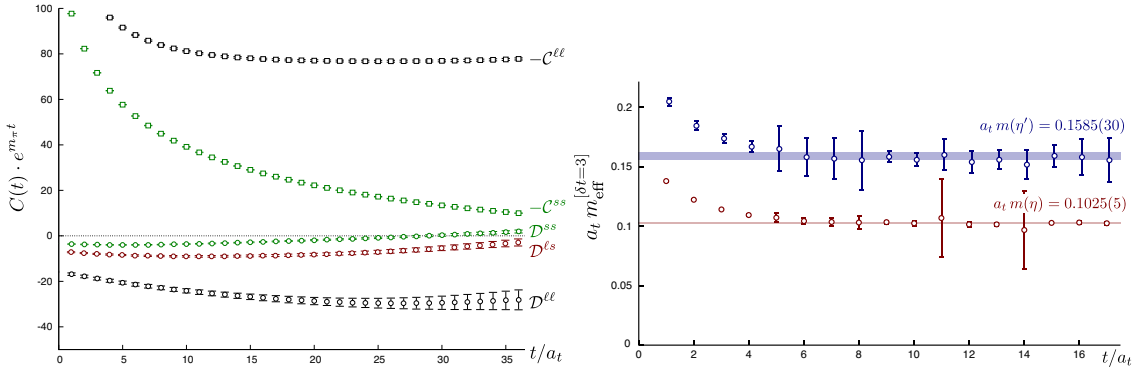 C(t) · e^{m_π t}
100
80
60
40
20
0
-20
-40
0
5
10
15
20
25
30
35
t/a_t
−C^{ℓℓ}
−C^{ss}
D^{ss}
D^{ℓs}
D^{ℓℓ}
a_t m_eff^{[δt=3]}
0.2
0.15
0.1
0.05
0
0
2
4
6
8
10
12
14
16
t/a_t
a_t m(η′) = 0.1585(30)
a_t m(η) = 0.1025(5)